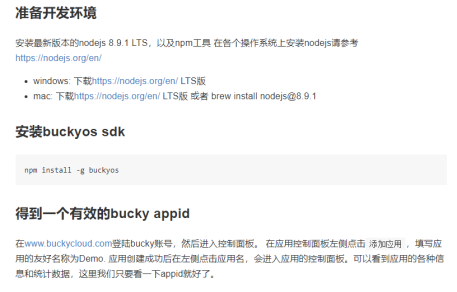 准备开发环境
安装最新版本的nodejs 8.9.1 LTS，以及npm工具 在各个操作系统上安装nodejs请参考
https://nodejs.org/en/
windows: 下载https://nodejs.org/en/ LTS版
mac: 下载https://nodejs.org/en/ LTS版 或者 brew install nodejs@8.9.1
安装buckyos sdk
npm install -g buckyos
得到一个有效的bucky appid
在www.buckycloud.com登陆bucky账号，然后进入控制面板。 在应用控制面板左侧点击 添加应用 ，填写应
用的友好名称为Demo. 应用创建成功后在左侧点击应用名，会进入应用的控制面板。可以看到应用的各种信
息和统计数据，这里我们只要看一下appid就好了。